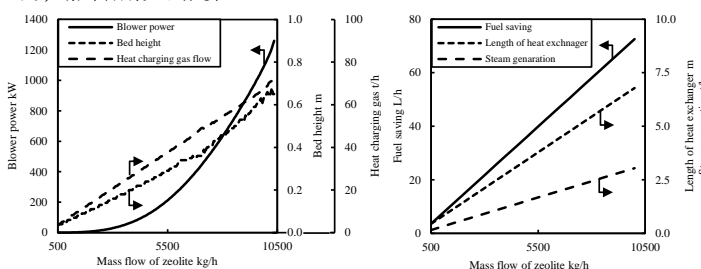 1400
1200
1000
800
600
400
200
0
Blower power kW
Blower power
Bed height
Heat charging gas flow
1.0
0.8
0.6
0.4
0.2
0.0
Bed height m
100
80
60
40
20
0
Heat charging gas t/h
500
5500
10500
Mass flow of zeolite kg/h
80
60
40
20
0
Fuel saving L/h
Fuel saving
Length of heat exchnager
Steam genaration
10.0
7.5
5.0
2.5
0.0
Length of heat exchanger m
500
5500
10500
Mass flow of zeolite kg/h